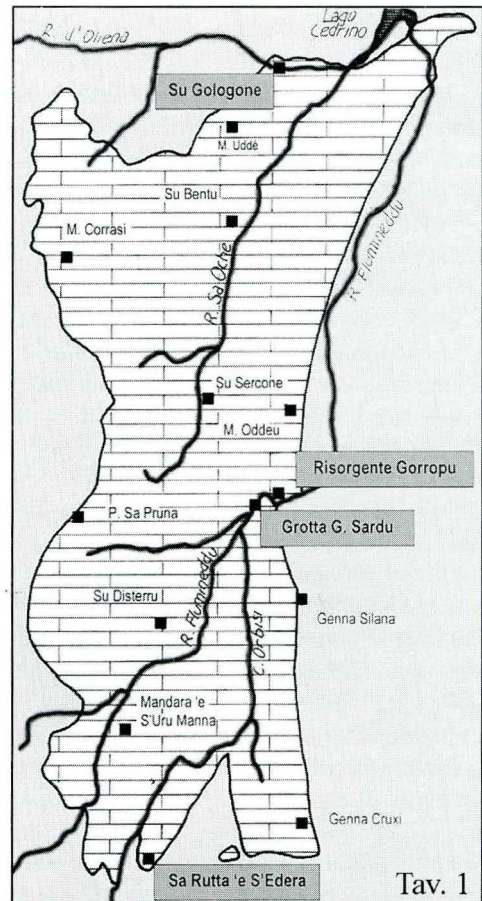 Lago
Cedrino
R. d'Oliena
Su Gologone
M. Uddè
Su Bentu
M. Corrasi
R. Sa Oche
R. Flumineddu
Su Sercone
M. Oddeu
Risorgente Gorropu
P. Sa Pruna
Grotta G. Sardu
Su Disterru
R. Flumineddu
C. Orbisi
Genna Silana
Mandara 'e
S'Uru Manna
Genna Cruxi
Sa Rutta 'e S'Edera
Tav. 1